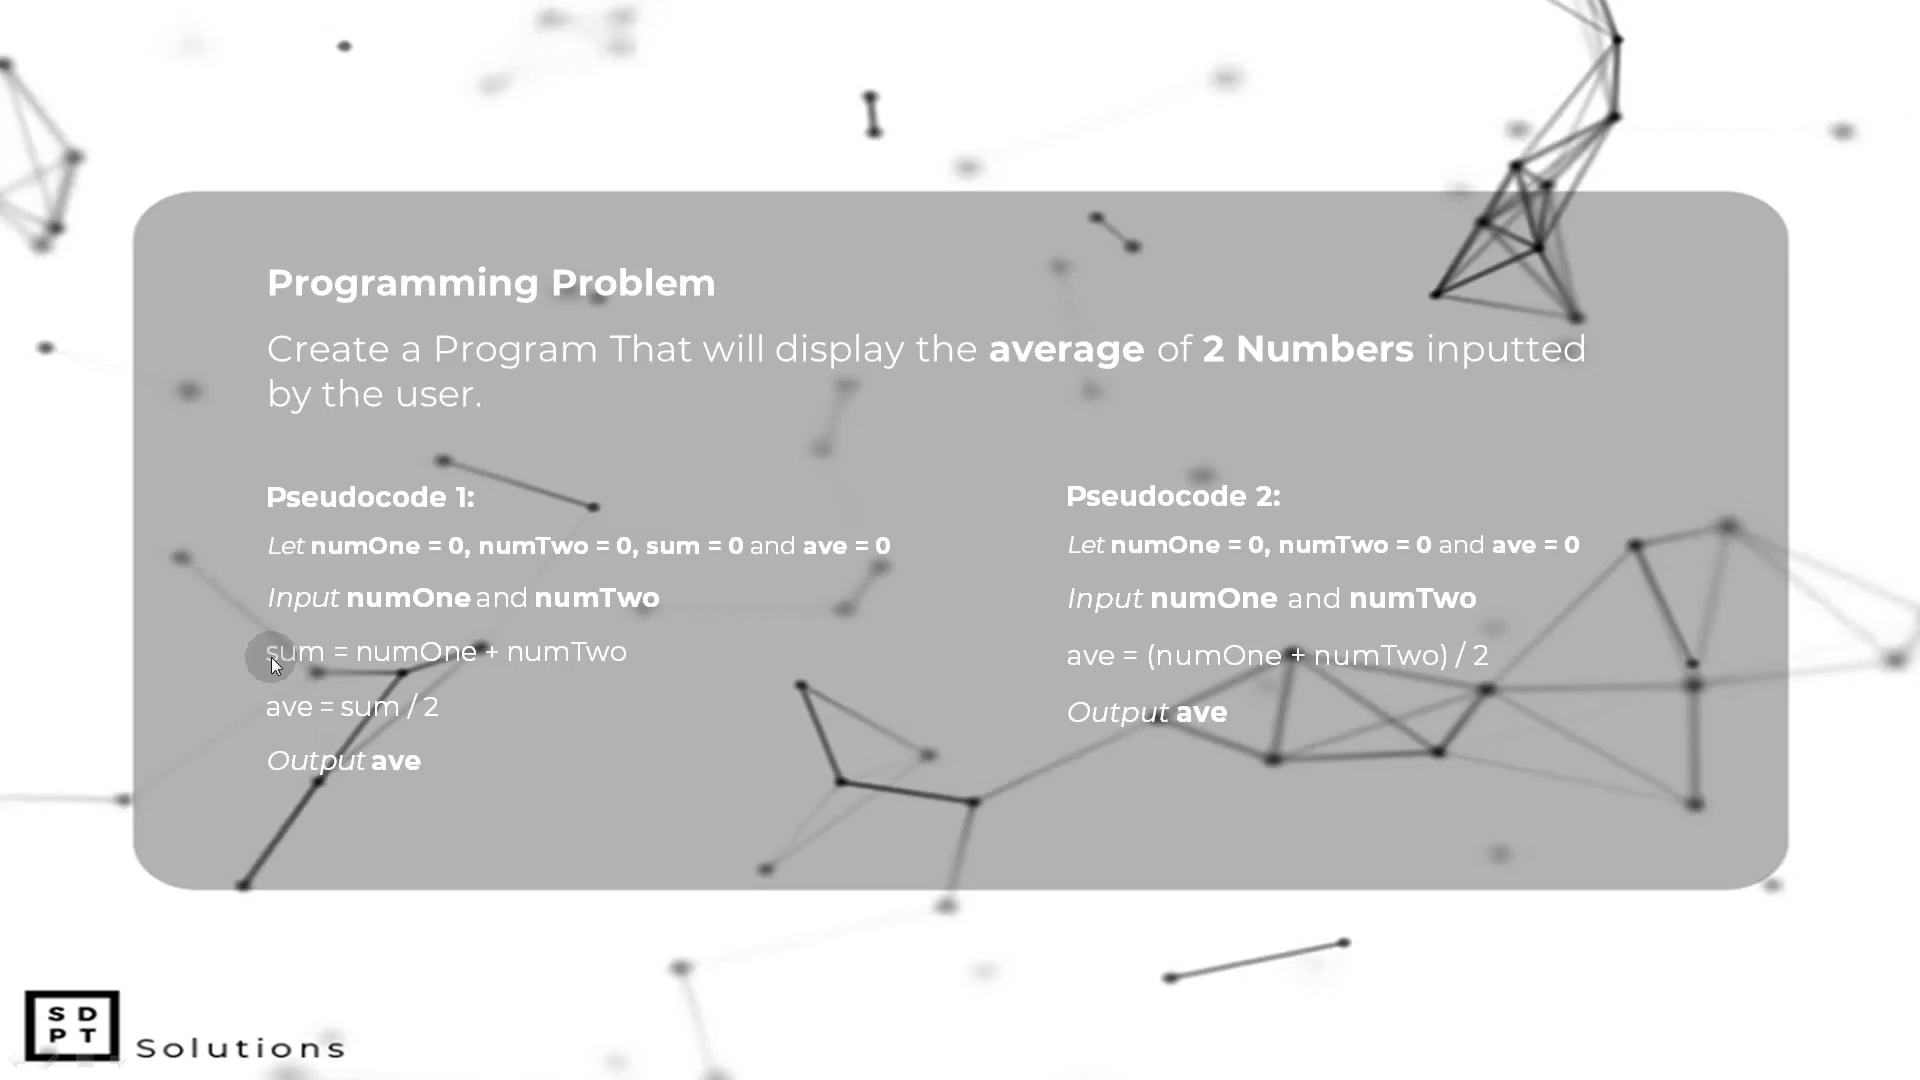 Programming Problem
Create a Program That will display the average of 2 Numbers inputted
by the user.
Pseudocode 1:
Let numOne = 0, numTwo = 0, sum = 0 and ave = 0
Input numOne and numTwo
sum = numOne + numTwo
ave = sum / 2
Output ave
Pseudocode 2:
Let numOne = 0, numTwo = 0 and ave = 0
Input numOne and numTwo
ave = (numOne + numTwo) / 2
Output ave
SD
PT
Solutions